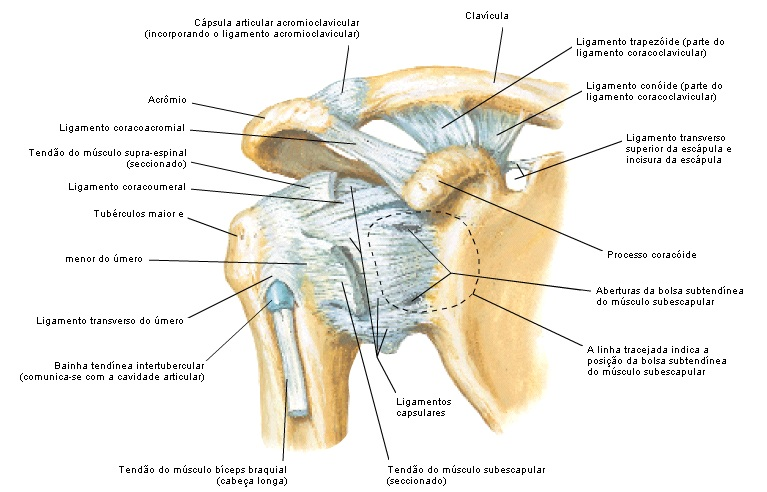 Cápsula articular acromioclavicular
(incorporando o ligamento acromioclavicular)
Clavícula
Ligamento trapezóide (parte do
ligamento coracoclavicular)
Ligamento conóide (parte do
ligamento coracoclavicular)
Ligamento transverso
superior da escápula e
incisura da escápula
Processo coracóide
Aberturas da bolsa subtendínea
do músculo subescapular
A linha tracejada indica a
posição da bolsa subtendínea
do músculo subescapular
Acrômio
Ligamento coracoacromial
Tendão do músculo supra-espinal
(seccionado)
Ligamento coracoumeral
Tubérculos maior e
menor do úmero
Ligamento transverso do úmero
Bainha tendínea intertubercular
(comunica-se com a cavidade articular)
Ligamentos
capsulares
Tendão do músculo bíceps braquial
(cabeça longa)
Tendão do músculo subescapular
(seccionado)